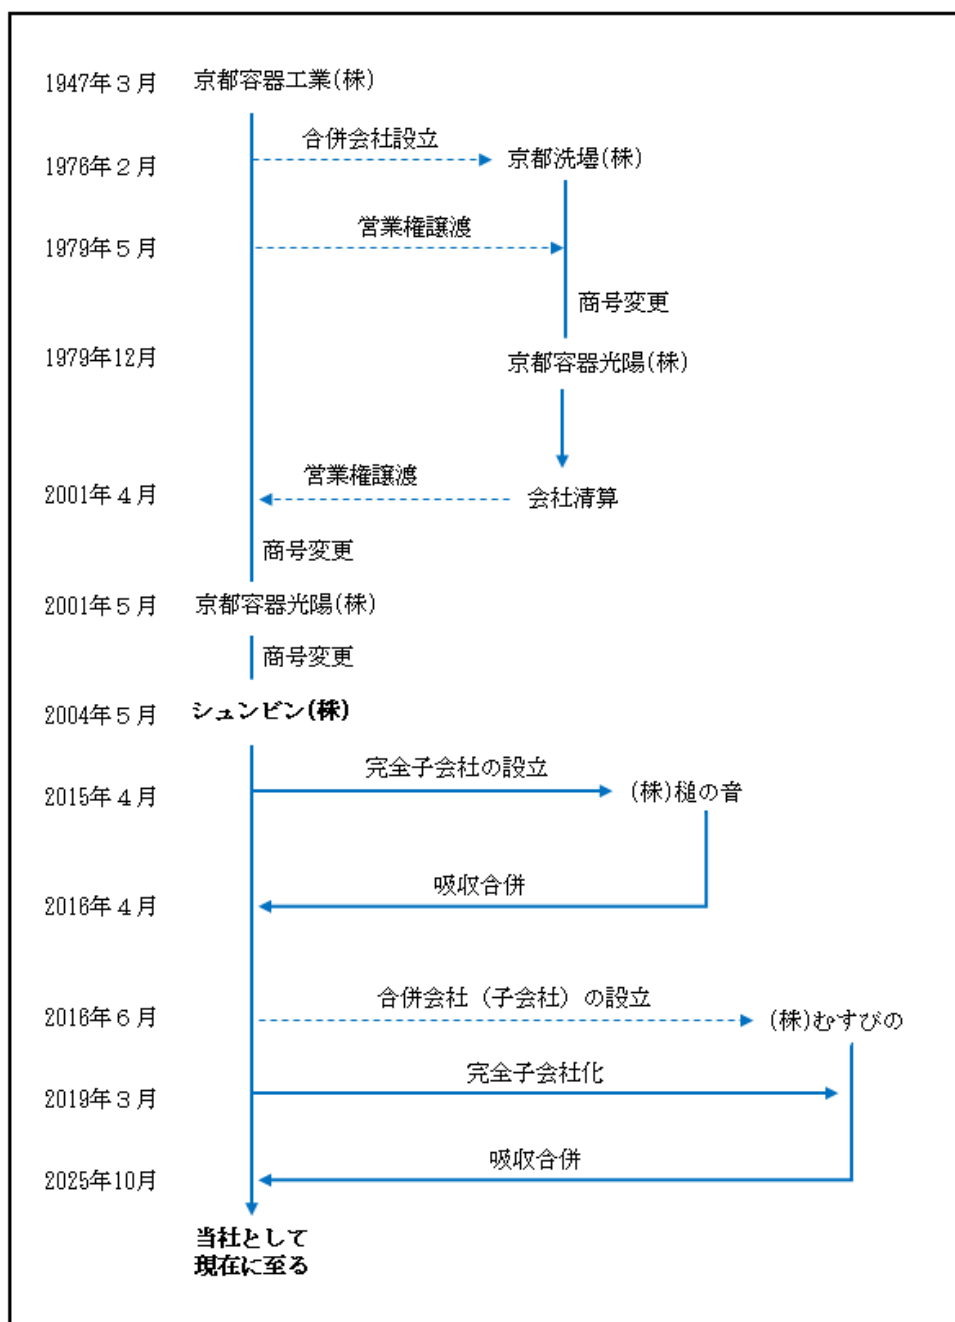 1947年３月 京都容器工業(株)
合併会社設立
1976年２月 京都洗場(株)
営業権譲渡
1979年５月
商号変更
1979年12月 京都容器光陽(株)
営業権譲渡
2001年４月 会社清算
商号変更
2001年５月 京都容器光陽(株)
商号変更
2004年５月 シュンビン(株)
完全子会社の設立
2015年４月 (株)槌の音
吸収合併
2016年４月
合併会社（子会社）の設立
2016年６月 (株)むすびの
完全子会社化
2019年３月
吸収合併
2025年10月
当社として
現在に至る